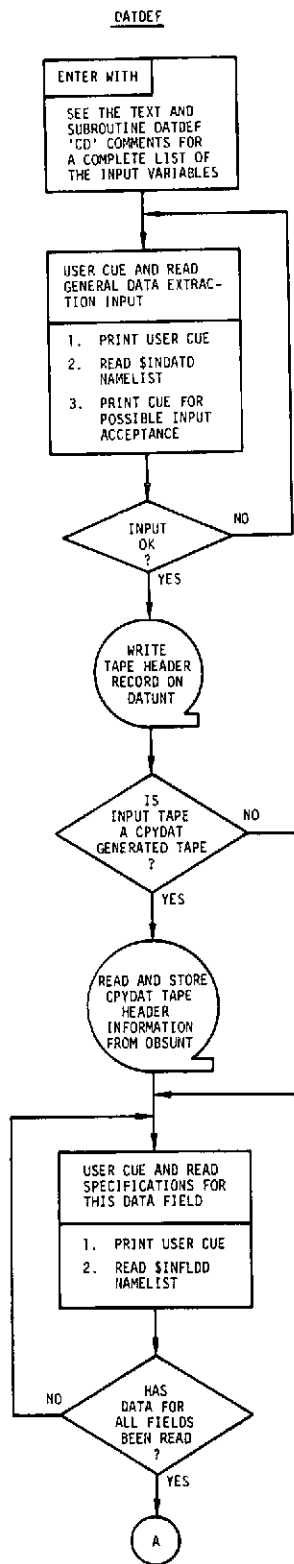 DATDEF
ENTER WITH
SEE THE TEXT AND
SUBROUTINE DATDEF
'CD' COMMENTS FOR
A COMPLETE LIST OF
THE INPUT VARIABLES
USER CUE AND READ
GENERAL DATA EXTRAC-
TION INPUT
1. PRINT USER CUE
2. READ $INDATD
NAMELIST
3. PRINT CUE FOR
POSSIBLE INPUT
ACCEPTANCE
INPUT
OK
?
NO
YES
WRITE
TAPE HEADER
RECORD ON
DATUNT
IS
INPUT TAPE
A CPYDAT
GENERATED TAPE
?
NO
YES
READ AND STORE
CPYDAT TAPE
HEADER
INFORMATION
FROM OBSUNT
USER CUE AND READ
SPECIFICATIONS FOR
THIS DATA FIELD
1. PRINT USER CUE
2. READ $INFLDD
NAMELIST
NO
HAS
DATA FOR
ALL FIELDS
BEEN READ
?
YES
A